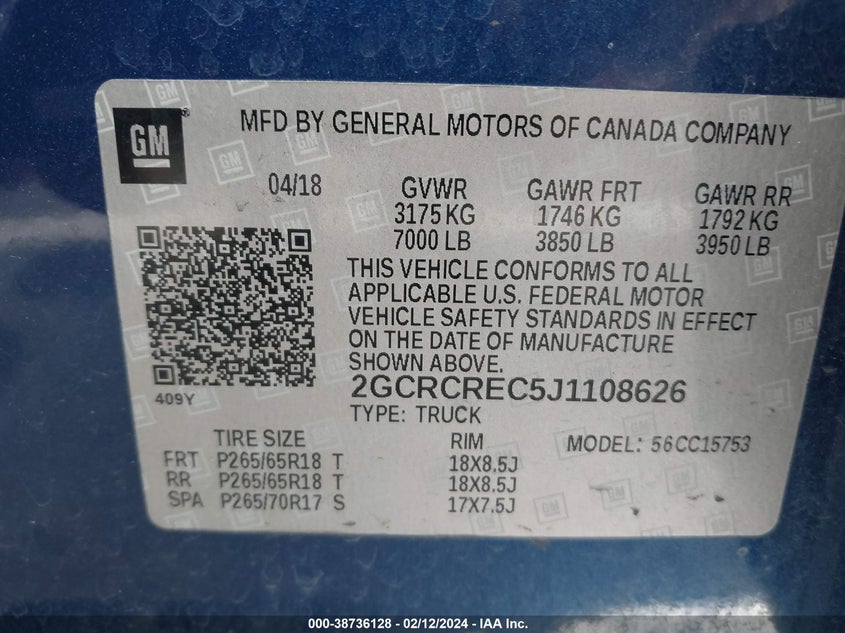 GM
MFD BY GENERAL MOTORS OF CANADA COMPANY
04/18 GVWR GAWR FRT GAWR RR
3175 KG 1746 KG 1792 KG
7000 LB 3850 LB 3950 LB
THIS VEHICLE CONFORMS TO ALL
APPLICABLE U.S. FEDERAL MOTOR
VEHICLE SAFETY STANDARDS IN EFFECT
ON THE DATE OF MANUFACTURE
SHOWN ABOVE.
2GCRCREC5J1108626
409Y
TYPE: TRUCK
TIRE SIZE RIM MODEL: 56CC15753
FRT P265/65R18 T 18X8.5J
RR P265/65R18 T 18X8.5J
SPA P265/70R17 S 17X7.5J
000-38736128 - 02/12/2024 - IAA Inc.